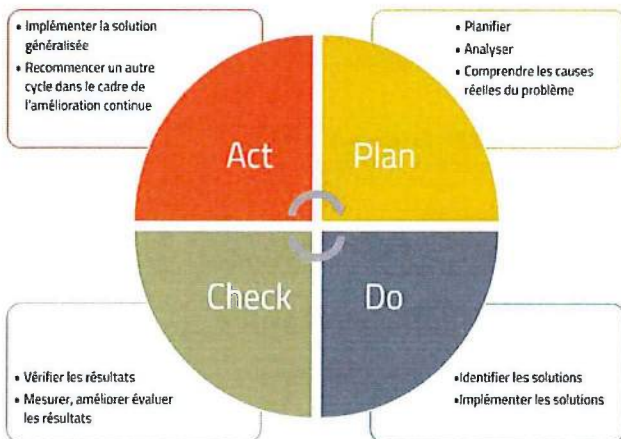 • Implémenter la solution
généralisée
• Recommencer un autre
cycle dans le cadre de
l'amélioration continue
• Planifier
• Analyser
• Comprendre les causes
réelles du problème
Act
Plan
Check
Do
• Vérifier les résultats
• Mesurer, améliorer évaluer
les résultats
•Identifier les solutions
•Implémenter les solutions